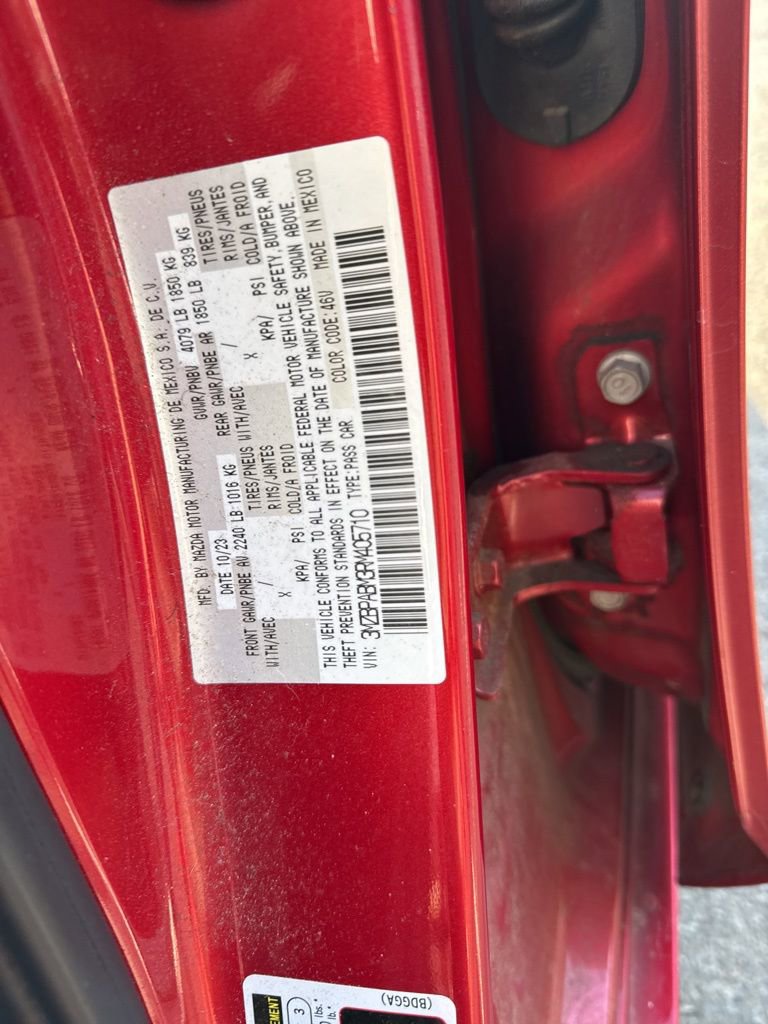 MFD. BY MAZDA MOTOR MANUFACTURING DE MEXICO S.A. DE C.V.
DATE 10/23 GVWR/PNBV 4079 LB 1850 KG
FRONT GAWR/PNBE AV 2240 LB 1016 KG REAR GAWR/PNBE AR 1850 LB 839 KG
TIRES/PNEUS WITH/AVEC / TIRES/PNEUS
WITH/AVEC / RIMS/JANTES X RIMS/JANTES
X KPA/ PSI COLD/A FROID KPA/ PSI COLD/A FROID
THIS VEHICLE CONFORMS TO ALL APPLICABLE FEDERAL MOTOR VEHICLE SAFETY, BUMPER, AND
THEFT PREVENTION STANDARDS IN EFFECT ON THE DATE OF MANUFACTURE SHOWN ABOVE.
VIN: 3MZBPABM3RM405710 TYPE:PASS CAR COLOR CODE:46V MADE IN MEXICO
(BDGGA)
3
lbs.*
lb.*